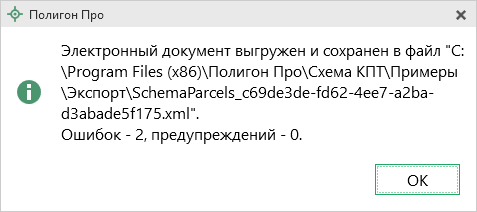 Полигон Про
Электронный документ выгружен и сохранен в файл "C:
\Program Files (x86)\Полигон Про\Схема КПТ\Примеры
\Экспорт\SchemaParcels_c69de3de-fd62-4ee7-a2ba-
d3abade5f175.xml".
Ошибок - 2, предупреждений - 0.
ОК